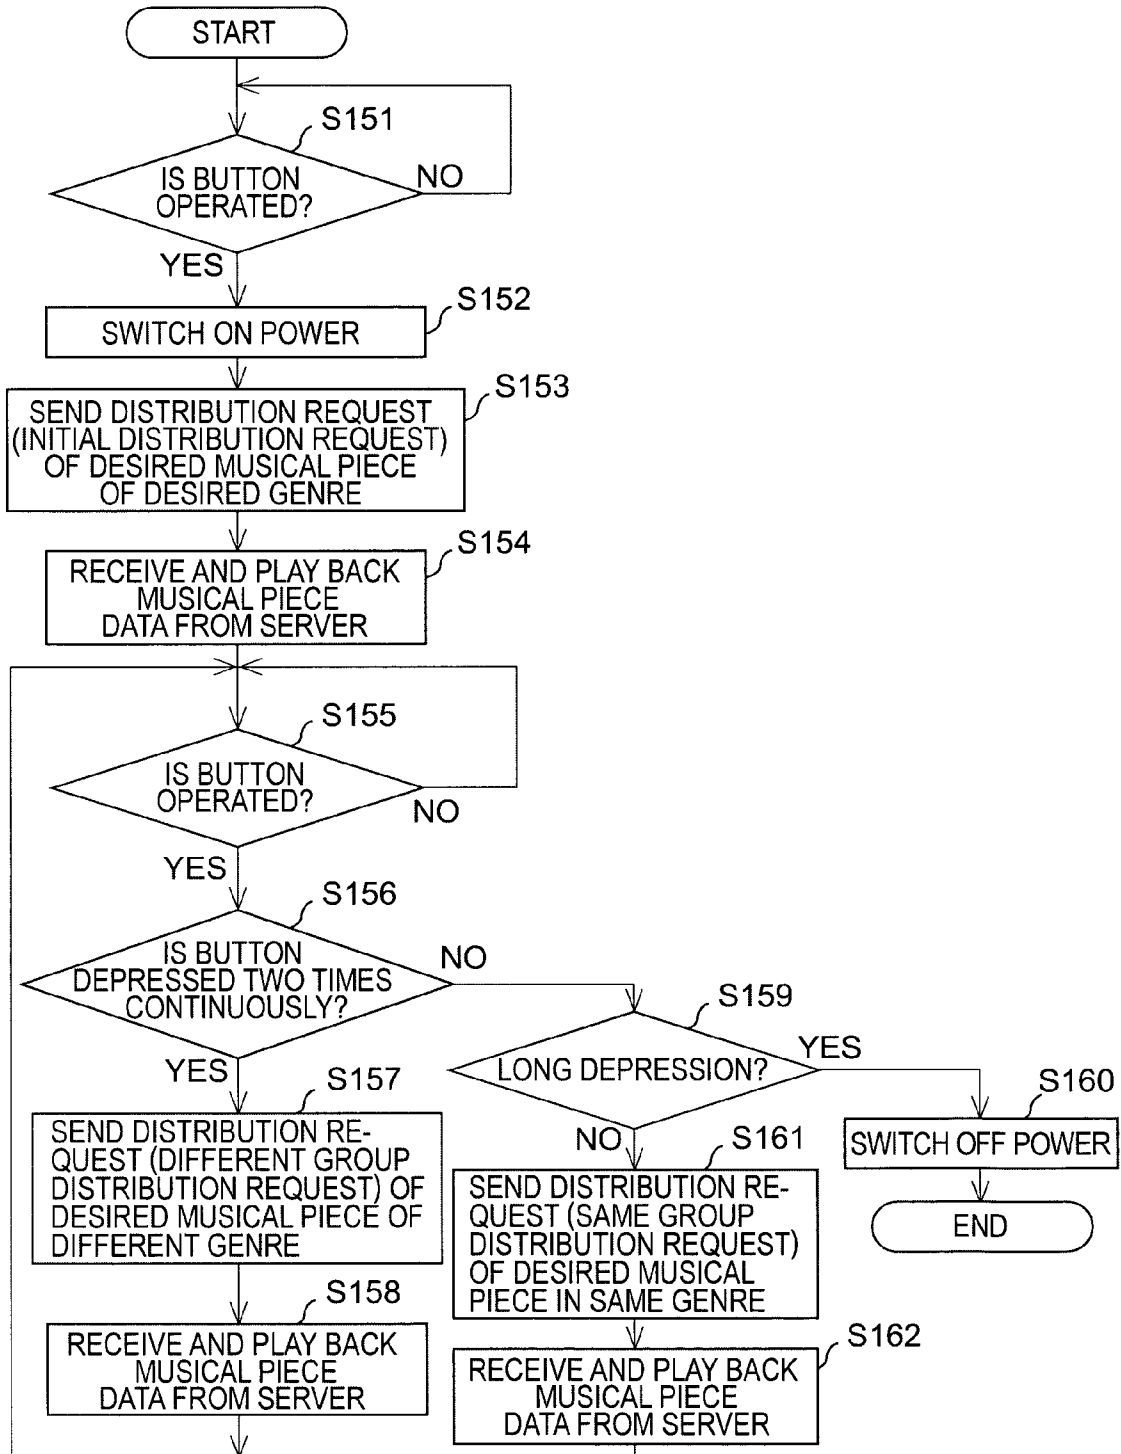 START
S151
IS BUTTON
OPERATED?
NO
YES
S152
SWITCH ON POWER
S153
SEND DISTRIBUTION REQUEST
(INITIAL DISTRIBUTION REQUEST)
OF DESIRED MUSICAL PIECE
OF DESIRED GENRE
S154
RECEIVE AND PLAY BACK
MUSICAL PIECE
DATA FROM SERVER
S155
IS BUTTON
OPERATED?
NO
YES
S156
IS BUTTON
DEPRESSED TWO TIMES
CONTINUOUSLY?
NO
YES
S159
LONG DEPRESSION?
YES
NO
S160
SWITCH OFF POWER
END
S157
SEND DISTRIBUTION RE-
QUEST (DIFFERENT GROUP
DISTRIBUTION REQUEST) OF
DESIRED MUSICAL PIECE OF
DIFFERENT GENRE
S158
RECEIVE AND PLAY BACK
MUSICAL PIECE
DATA FROM SERVER
S161
SEND DISTRIBUTION RE-
QUEST (SAME GROUP
DISTRIBUTION REQUEST)
OF DESIRED MUSICAL
PIECE IN SAME GENRE
S162
RECEIVE AND PLAY BACK
MUSICAL PIECE
DATA FROM SERVER